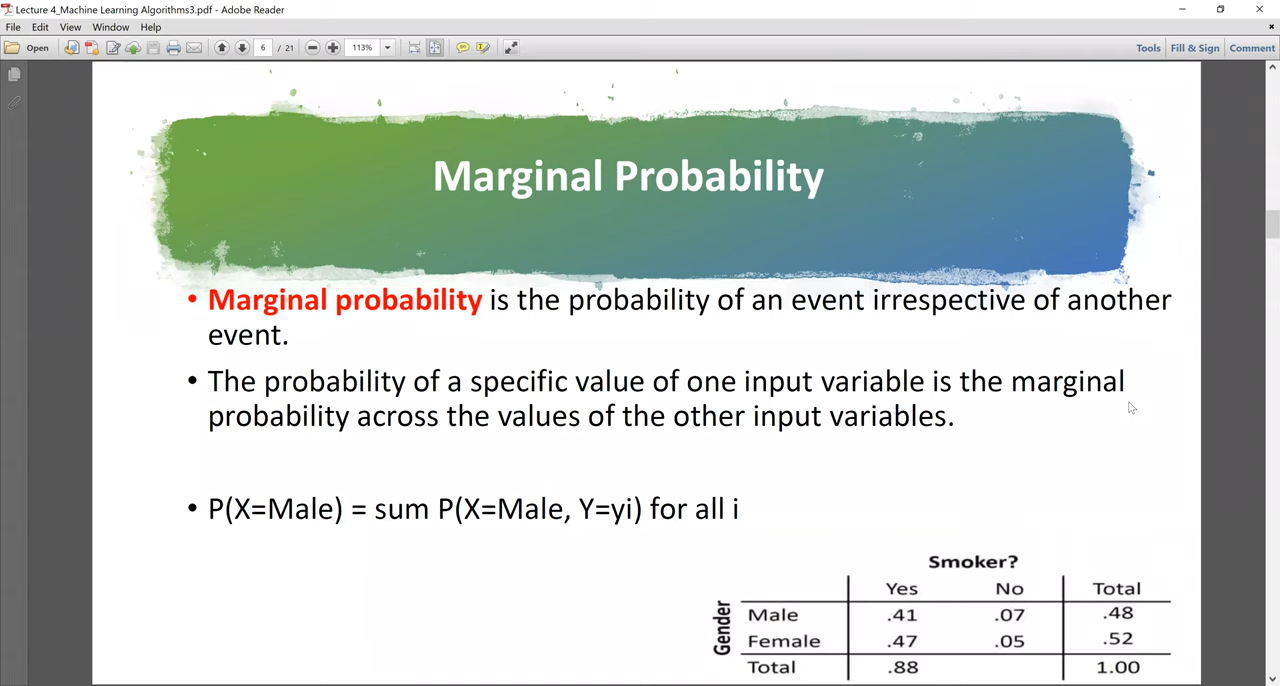 Lecture 4_Machine Learning Algorithms3.pdf - Adobe Reader
File Edit View Window Help
Open 6 / 21 113% Tools Fill & Sign Comment
Marginal Probability
• Marginal probability is the probability of an event irrespective of another
event.
• The probability of a specific value of one input variable is the marginal
probability across the values of the other input variables.
• P(X=Male) = sum P(X=Male, Y=yi) for all i
Smoker?
Yes No Total
Gender
Male .41 .07 .48
Female .47 .05 .52
Total .88 1.00